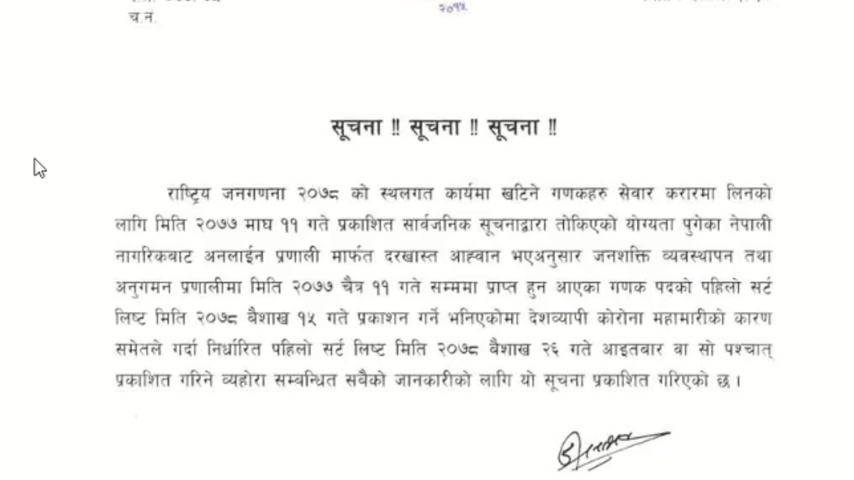 २०१५
च.नं.
सूचना !! सूचना !! सूचना !!
राष्ट्रिय जनगणना २०७८ को स्थलगत कार्यमा खटिने गणकहरु सेवार करारमा लिनको
लागि मिति २०७७ माघ ११ गते प्रकाशित सार्वजनिक सूचनाद्वारा तोकिएको योग्यता पुगेका नेपाली
नागरिकबाट अनलाईन प्रणाली मार्फत दरखास्त आह्वान भएअनुसार जनशक्ति व्यवस्थापन तथा
अनुगमन प्रणालीमा मिति २०७७ चैत्र ११ गते सम्ममा प्राप्त हुन आएका गणक पदको पहिलो सर्ट
लिष्ट मिति २०७८ बैशाख १५ गते प्रकाशन गर्ने भनिएकोमा देशव्यापी कोरोना महामारीको कारण
समेतले गर्दा निर्धारित पहिलो सर्ट लिष्ट मिति २०७८ बैशाख २६ गते आइतबार वा सो पश्चात्
प्रकाशित गरिने व्यहोरा सम्बन्धित सबैको जानकारीको लागि यो सूचना प्रकाशित गरिएको छ ।